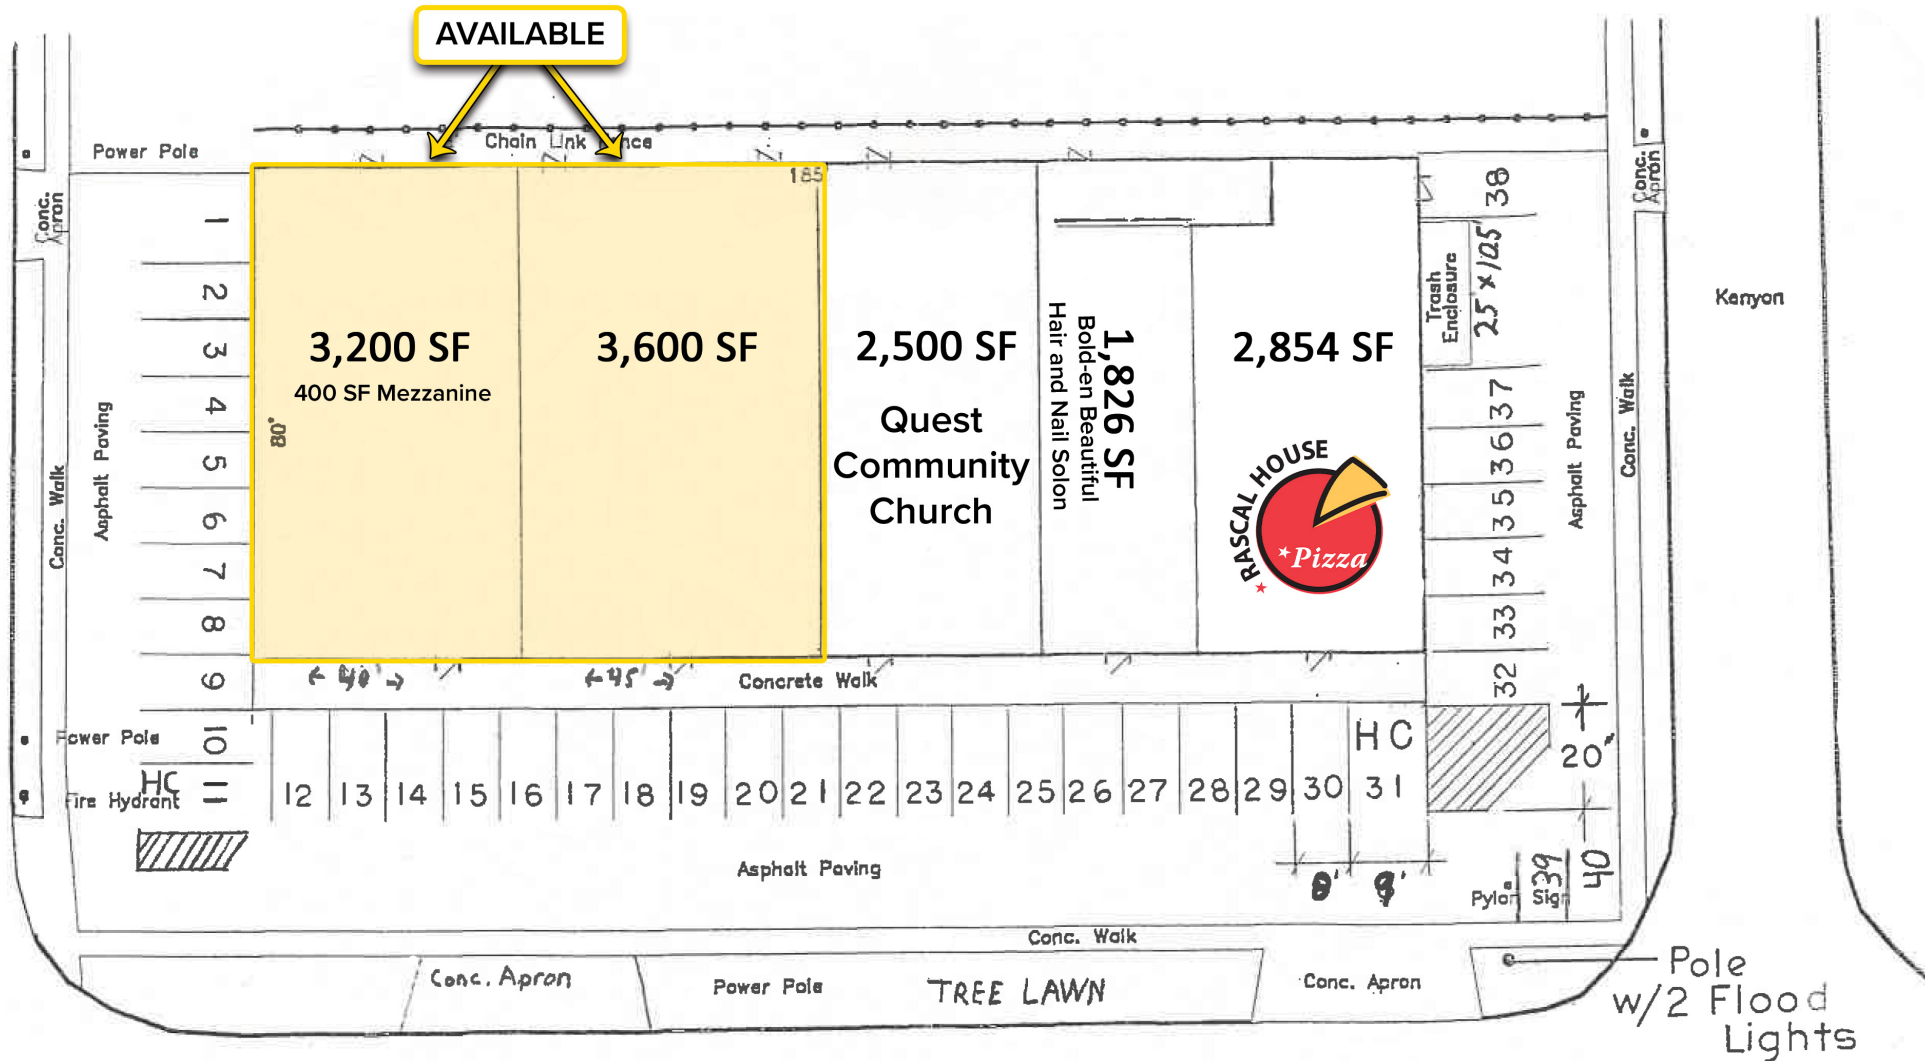 AVAILABLE
Chain Link nce
Power Pole
Conc.
Apron
Conc.
Apron
185
1
2
3
4
5
6
7
8
9
10
HC
11
Power Pole
Fire Hydrant
Conc. Walk
Asphalt Paving
80'
3,200 SF
400 SF Mezzanine
3,600 SF
2,500 SF
Quest
Community
Church
1,826 SF
Bold-en Beautiful
Hair and Nail Solon
2,854 SF
RASCAL HOUSE
Pizza
38
Trash
Enclosure
25 x 10.5
37
36
35
34
33
32
Asphalt Paving
Conc. Walk
Kenyon
← 40' →
← 45' →
Concrete Walk
12
13
14
15
16
17
18
19
20
21
22
23
24
25
26
27
28
29
30
HC
31
20'
40
39
8'
Asphalt Paving
Pylon Sign
Conc. Walk
Conc. Apron
Power Pole
TREE LAWN
Conc. Apron
Pole
w/2 Flood
Lights